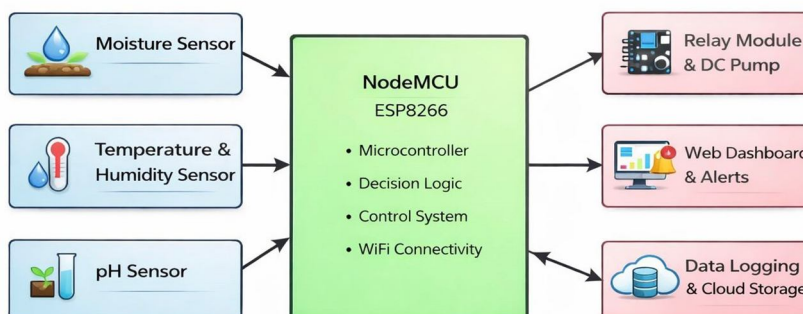 Moisture Sensor
Temperature &
Humidity Sensor
pH Sensor
NodeMCU
ESP8266
• Microcontroller
• Decision Logic
• Control System
• WiFi Connectivity
Relay Module
& DC Pump
Web Dashboard
& Alerts
Data Logging
& Cloud Storage